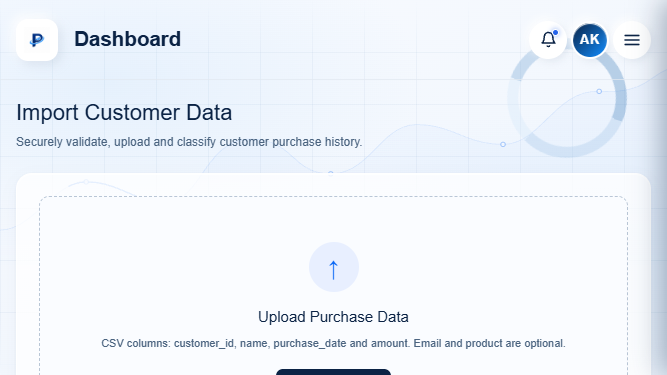 P
Dashboard
AK
Import Customer Data
Securely validate, upload and classify customer purchase history.
Upload Purchase Data
CSV columns: customer_id, name, purchase_date and amount. Email and product are optional.